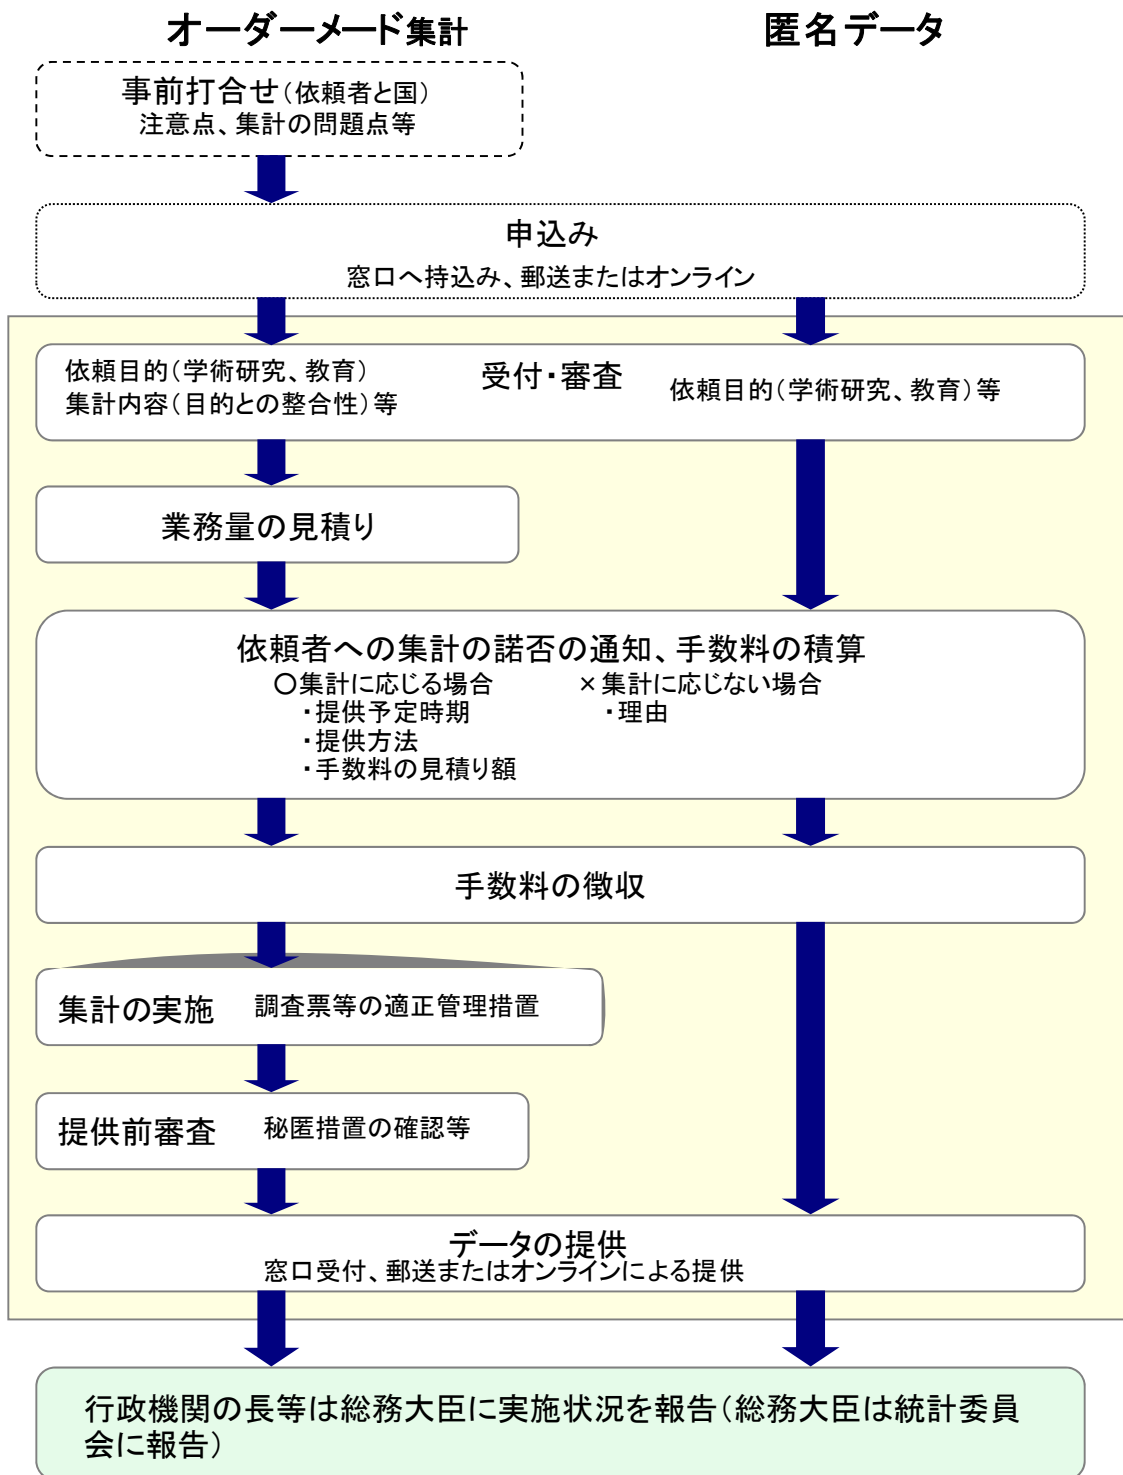 オーダーメード集計
匿名データ
事前打合せ(依頼者と国)
注意点、集計の問題点等
申込み
窓口へ持込み、郵送またはオンライン
依頼目的(学術研究、教育)
集計内容(目的との整合性)等
受付・審査
依頼目的(学術研究、教育)等
業務量の見積り
依頼者への集計の諾否の通知、手数料の積算
○集計に応じる場合
・提供予定時期
・提供方法
・手数料の見積り額
×集計に応じない場合
・理由
手数料の徴収
集計の実施 調査票等の適正管理措置
提供前審査 秘匿措置の確認等
データの提供
窓口受付、郵送またはオンラインによる提供
行政機関の長等は総務大臣に実施状況を報告(総務大臣は統計委員
会に報告)